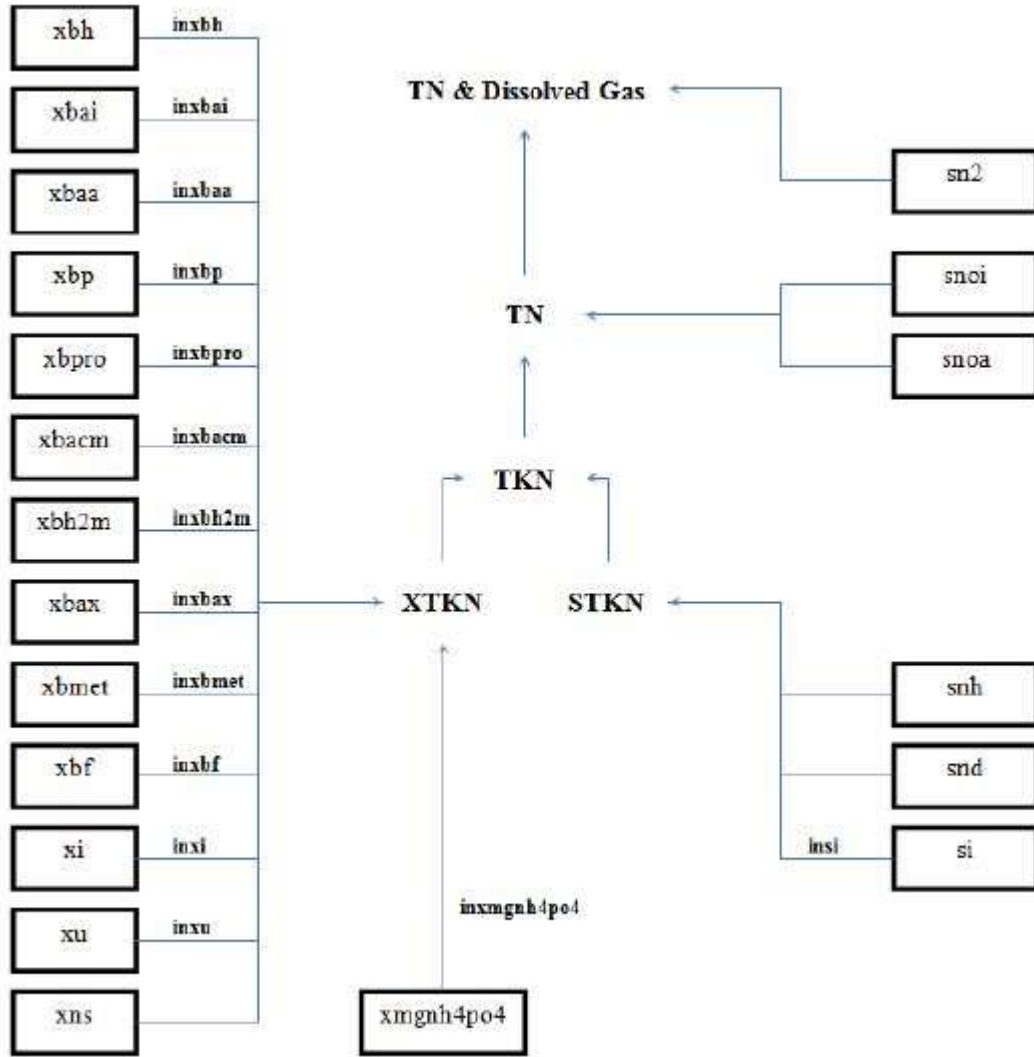 xbh
inxbh
TN & Dissolved Gas
xbai
inxbai
sn2
xbaa
inxbaa
xbp
inxbp
snoi
TN
xbpro
inxbpro
snoa
xbacm
inxbacm
TKN
xbh2m
inxbh2m
xbax
inxbax
XTKN
STKN
xbmet
inxbmet
snh
xbf
inxbf
snd
xi
inxi
insi
si
inxmgnh4po4
xu
inxu
xns
xmgnh4po4